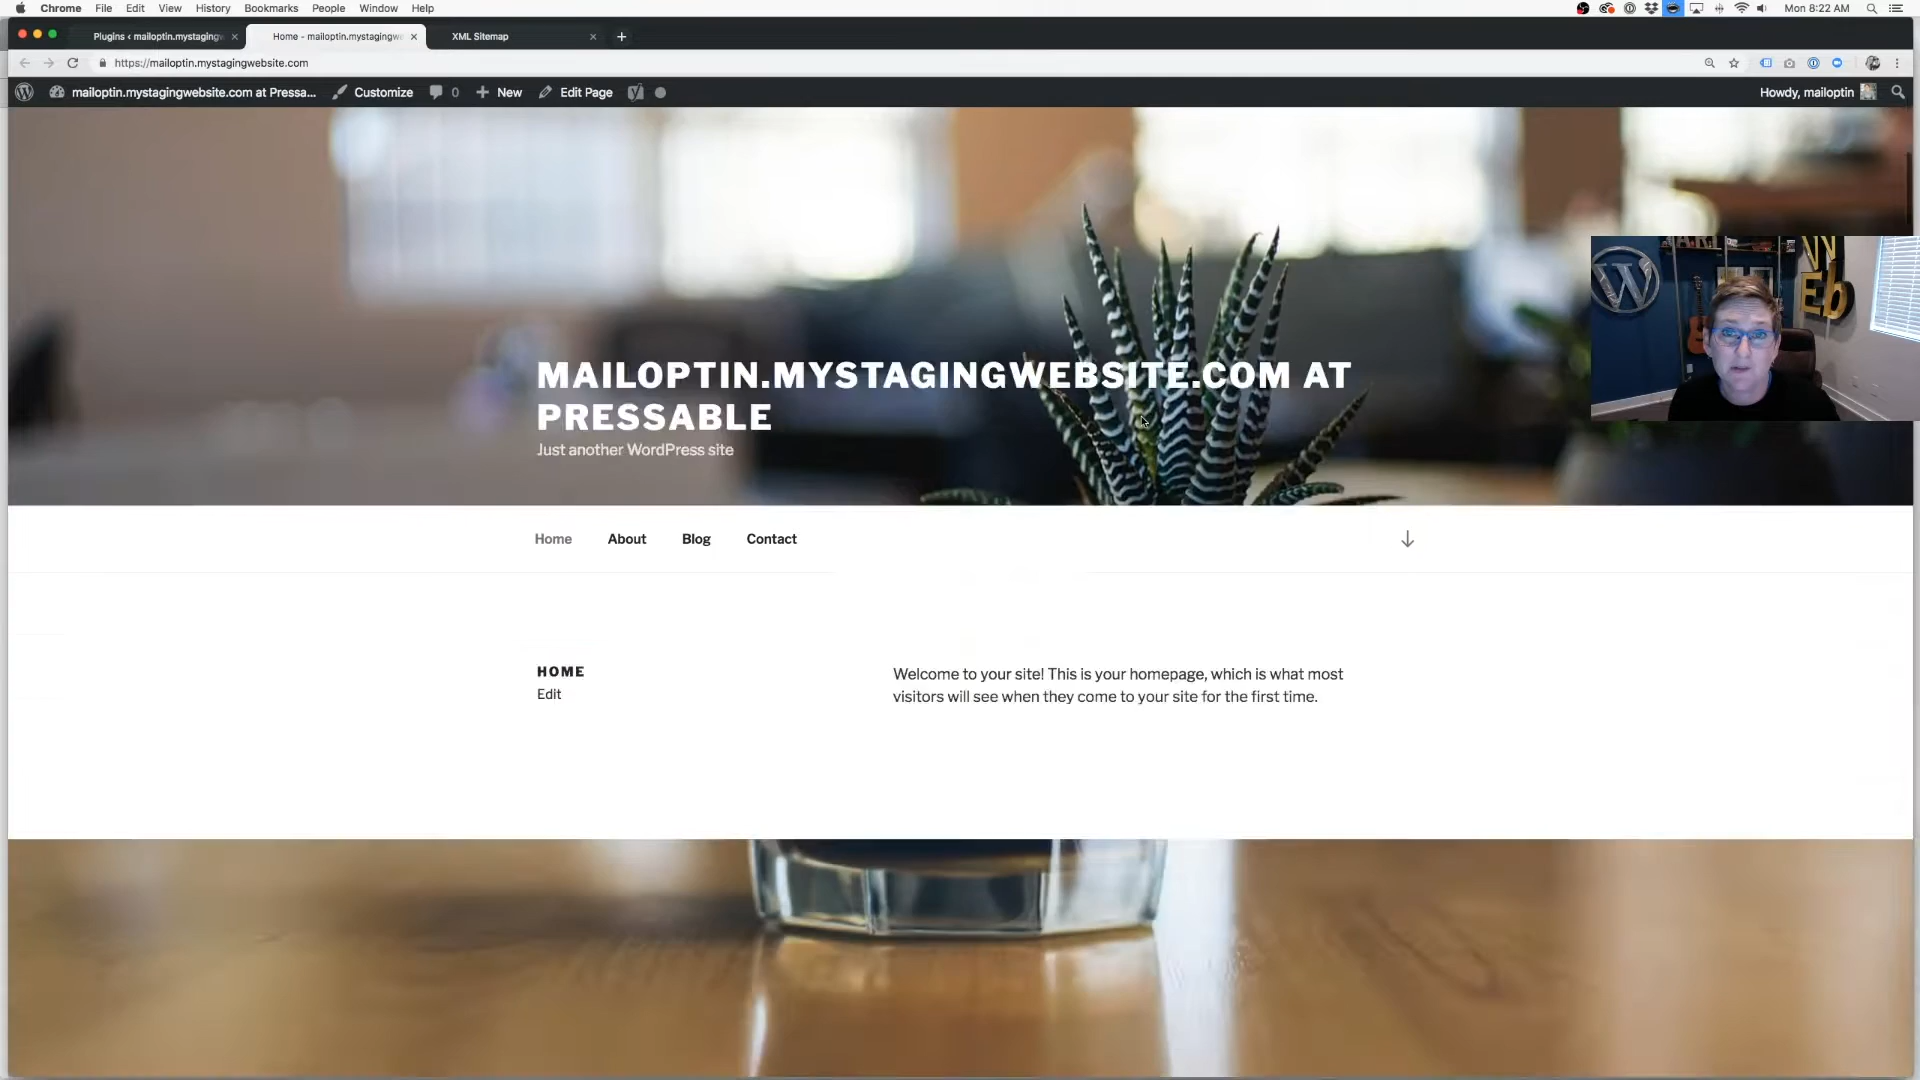 Chrome File Edit View History Bookmarks People Window Help
Mon 8:22 AM
Plugins ‹ mailoptin.mystaging
Home - mailoptin.mystagingwe
XML Sitemap
https://mailoptin.mystagingwebsite.com
mailoptin.mystagingwebsite.com at Pressa... Customize 0 New Edit Page
Howdy, mailoptin
MAILOPTIN.MYSTAGINGWEBSITE.COM AT
PRESSABLE
Just another WordPress site
Home About Blog Contact
HOME
Edit
Welcome to your site! This is your homepage, which is what most
visitors will see when they come to your site for the first time.